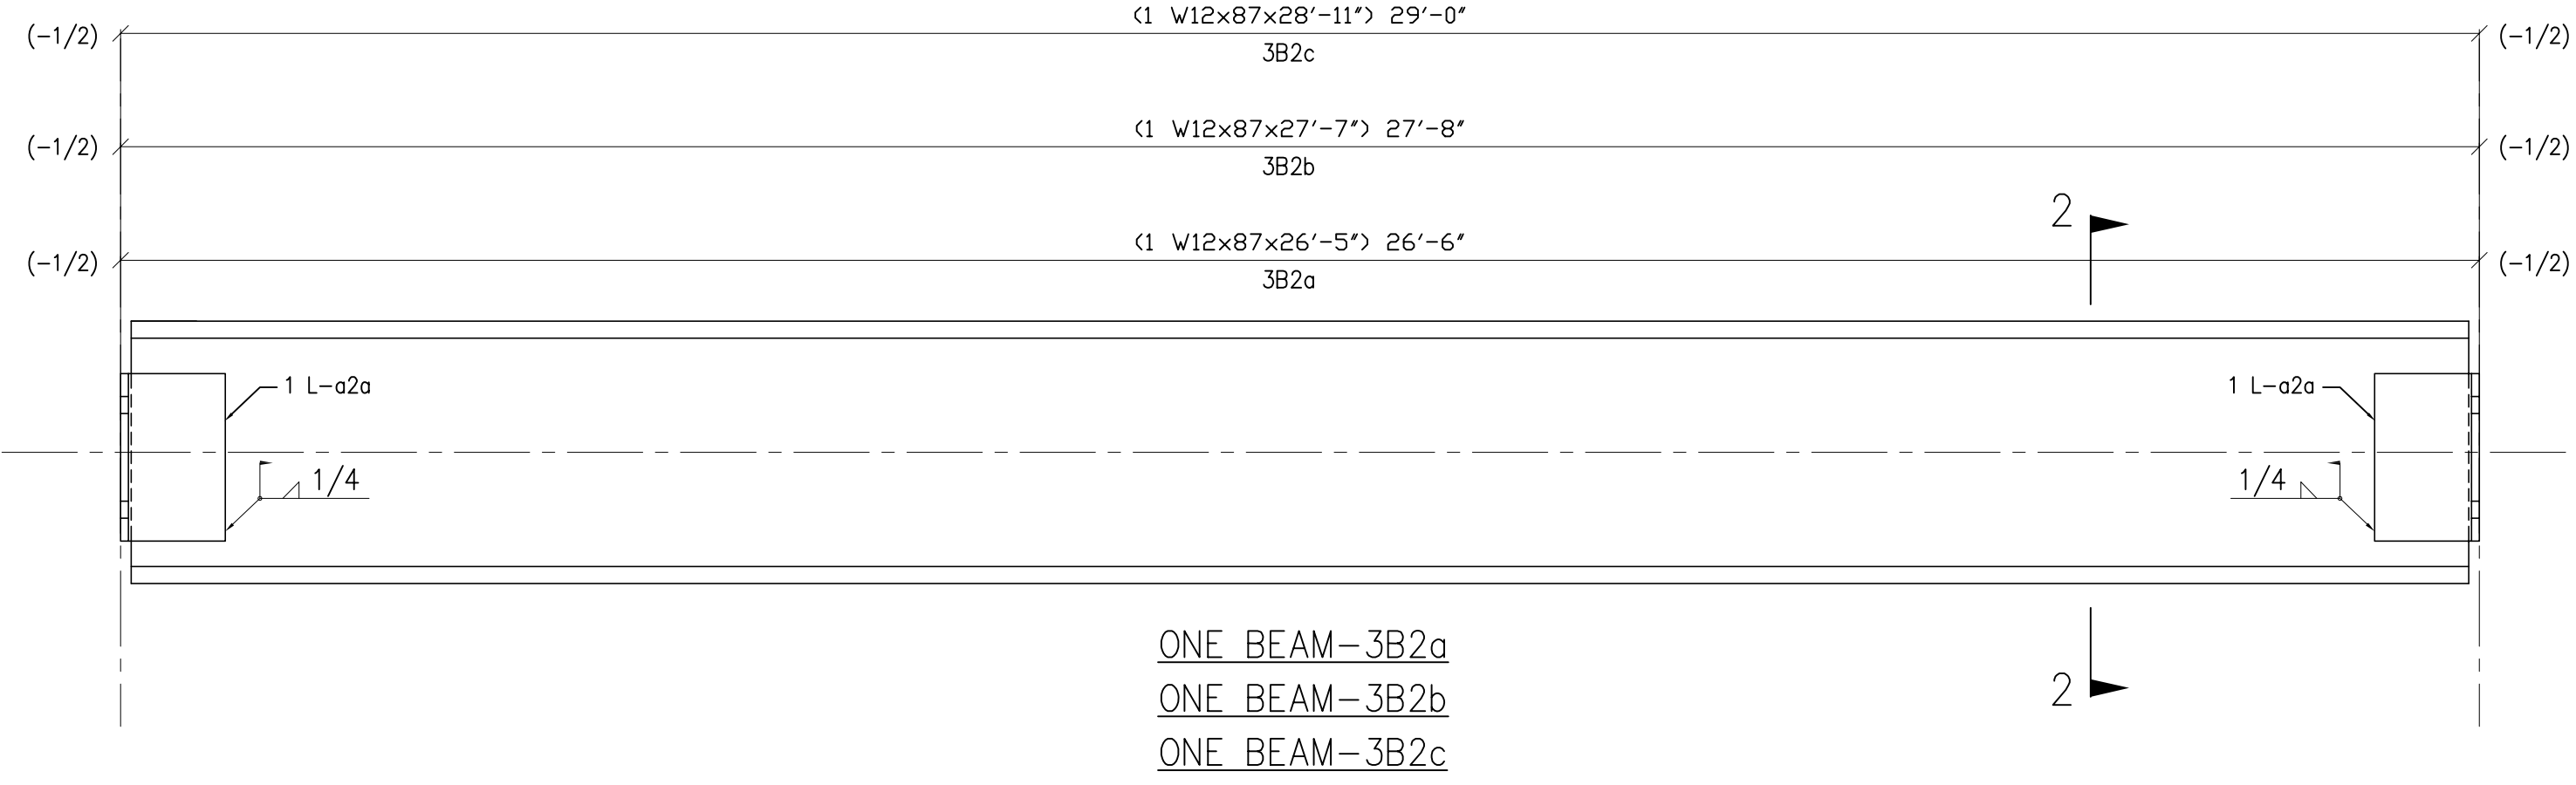 (1 W12x87x28'-11") 29'-0"
(-1/2) (-1/2)
3B2c
(1 W12x87x27'-7") 27'-8"
(-1/2) (-1/2)
3B2b
2
(1 W12x87x26'-5") 26'-6"
(-1/2) (-1/2)
3B2a
1 L-a2a 1 L-a2a
1/4 1/4
ONE BEAM-3B2a
2
ONE BEAM-3B2b
ONE BEAM-3B2c